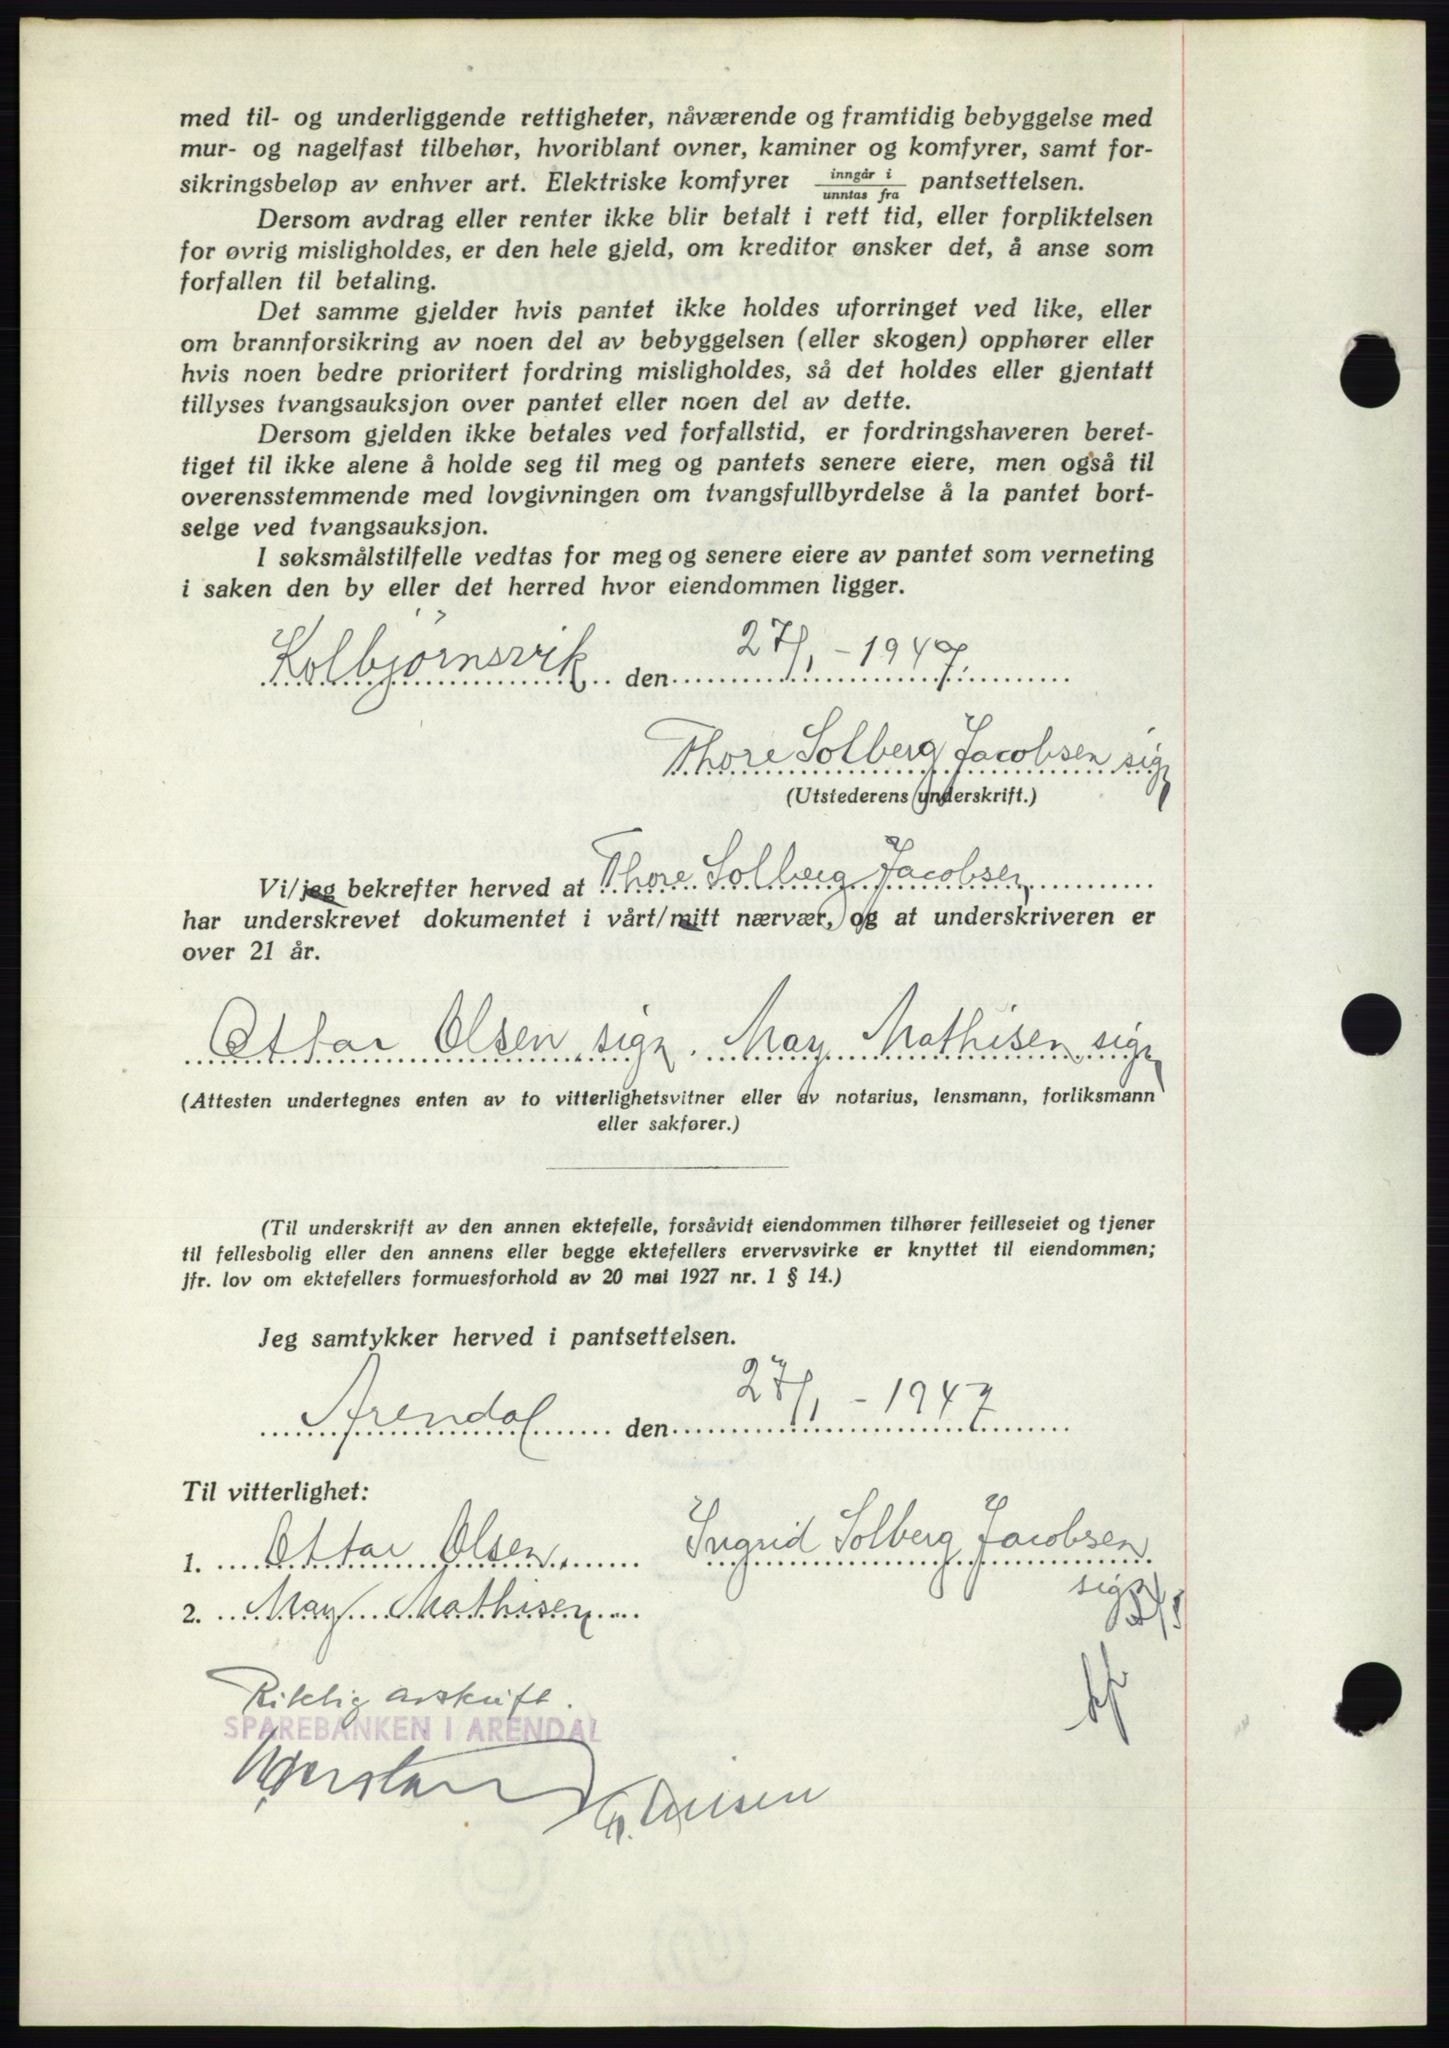 med til- og underliggende rettigheter, nåværende og framtidig bebyggelse med
mur- og nagelfast tilbehør, hvoriblant ovner, kaminer og komfyrer, samt for-
sikringsbeløp av enhver art. Elektriske komfyrer inngår i / unntas fra pantsettelsen.
Dersom avdrag eller renter ikke blir betalt i rett tid, eller forpliktelsen
for øvrig misligholdes, er den hele gjeld, om kreditor ønsker det, å anse som
forfallen til betaling.
Det samme gjelder hvis pantet ikke holdes uforringet ved like, eller
om brannforsikring av noen del av bebyggelsen (eller skogen) opphører eller
hvis noen bedre prioritert fordring misligholdes, så det holdes eller gjentatt
tillyses tvangsauksjon over pantet eller noen del av dette.
Dersom gjelden ikke betales ved forfallstid, er fordringshaveren beret-
tiget til ikke alene å holde seg til meg og pantets senere eiere, men også til
overensstemmende med lovgivningen om tvangsfullbyrdelse å la pantet bort-
selge ved tvangsauksjon.
I søksmålstilfelle vedtas for meg og senere eiere av pantet som verneting
i saken den by eller det herred hvor eiendommen ligger.
Kolbjørnsvik den 27/1 - 1947.
Thore Solberg Jacobsen sig
(Utstederens underskrift.)
Vi/jeg bekrefter herved at Thore Solberg Jacobsen
har underskrevet dokumentet i vårt/mitt nærvær, og at underskriveren er
over 21 år.
Ottar Olsen sign. May Mathisen sign
(Attesten undertegnes enten av to vitterlighetsvitner eller av notarius, lensmann, forliksmann
eller sakfører.)
(Til underskrift av den annen ektefelle, forsåvidt eiendommen tilhører feilleseiet og tjener
til fellesbolig eller den annens eller begge ektefellers ervervsvirke er knyttet til eiendommen;
jfr. lov om ektefellers formuesforhold av 20 mai 1927 nr. 1 § 14.)
Jeg samtykker herved i pantsettelsen.
Arendal den 27/1 - 1947
Til vitterlighet:
1. Ottar Olsen Ingrid Solberg Jacobsen
sign
2. May Mathisen
Riktig avskrift.
SPAREBANKEN I ARENDAL